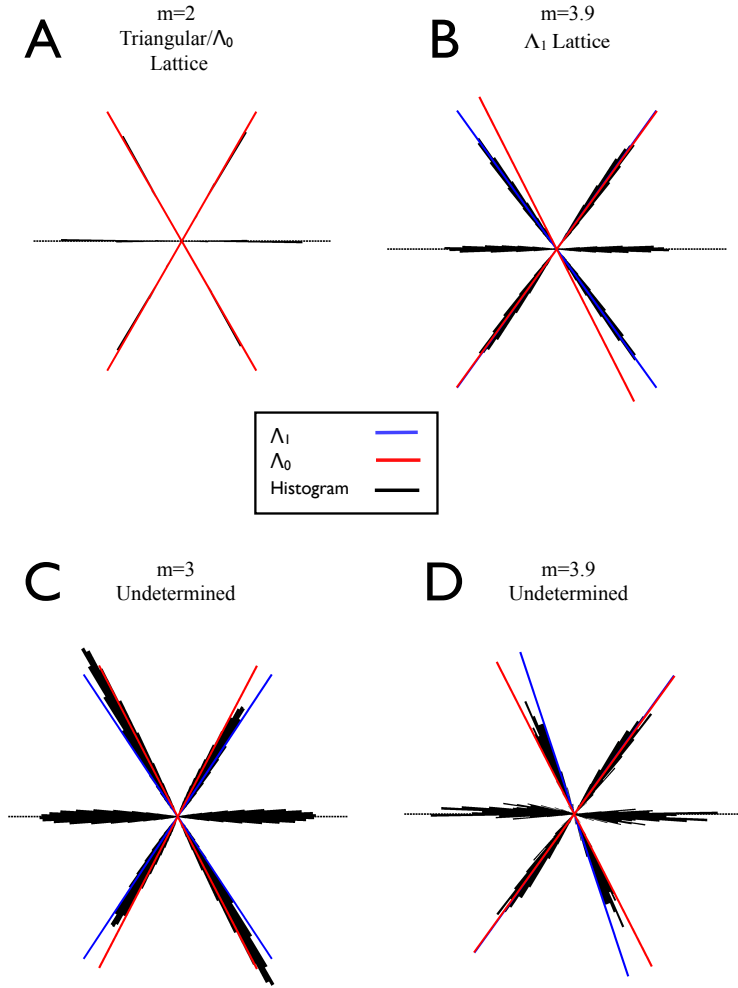 A
m=2
Triangular/Λ₀
Lattice
B
m=3.9
Λ₁ Lattice
Λ₁
Λ₀
Histogram
C
m=3
Undetermined
D
m=3.9
Undetermined